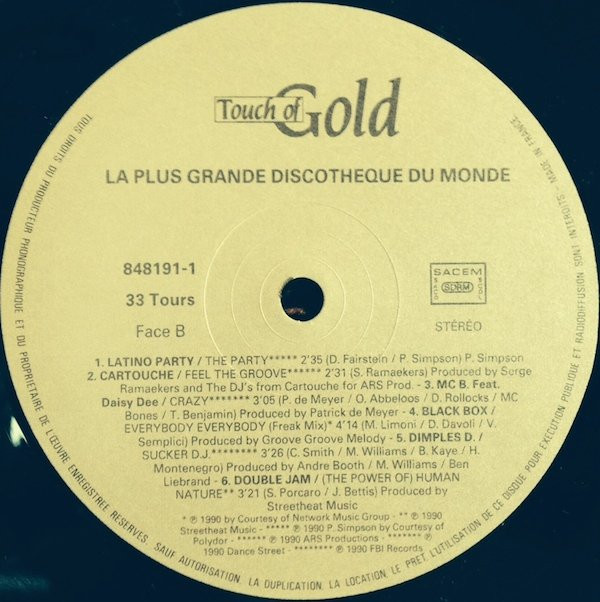 Touch of Gold
LA PLUS GRANDE DISCOTHEQUE DU MONDE
848191-1
33 Tours
Face B
SACEM
SACD
SDRM
SGDL
STÉRÉO
1. LATINO PARTY / THE PARTY***** 2'35 (D. Fairstein / P. Simpson) P. Simpson
2. CARTOUCHE / FEEL THE GROOVE****** 2'31 (S. Ramaekers) Produced by Serge
Ramaekers and The DJ's from Cartouche for ARS Prod. - 3. MC B. Feat.
Daisy Dee / CRAZY******* 3'05 (P. de Meyer / O. Abbeloos / D. Rollocks / MC
Bones / T. Benjamin) Produced by Patrick de Meyer - 4. BLACK BOX /
EVERYBODY EVERYBODY (Freak Mix)* 4'14 (M. Limoni / D. Davoli / V.
Semplici) Produced by Groove Groove Melody - 5. DIMPLES D. /
SUCKER D.J.******** 3'26 (C. Smith / M. Williams / B. Kaye / H.
Montenegro) Produced by Andre Booth / M. Williams / Ben
Liebrand - 6. DOUBLE JAM / (THE POWER OF) HUMAN
NATURE** 3'21 (S. Porcaro / J. Bettis) Produced by
Streetheat Music
* ℗ 1990 by Courtesy of Network Music Group - ** ℗ 1990
Streetheat Music - ***** ℗ 1990 P. Simpson by Courtesy of
Polydor - ****** ℗ 1990 ARS Productions - ******* ℗
1990 Dance Street - ******** ℗ 1990 FBI Records
TOUS DROITS DU PRODUCTEUR PHONOGRAPHIQUE ET DU PROPRIETAIRE DE L'ŒUVRE ENREGISTREE RESERVES. SAUF AUTORISATION, LA DUPLICATION, LA LOCATION, LE PRET, L'UTILISATION DE CE DISQUE POUR EXECUTION PUBLIQUE ET RADIODIFFUSION SONT INTERDITS - MADE IN FRANCE.